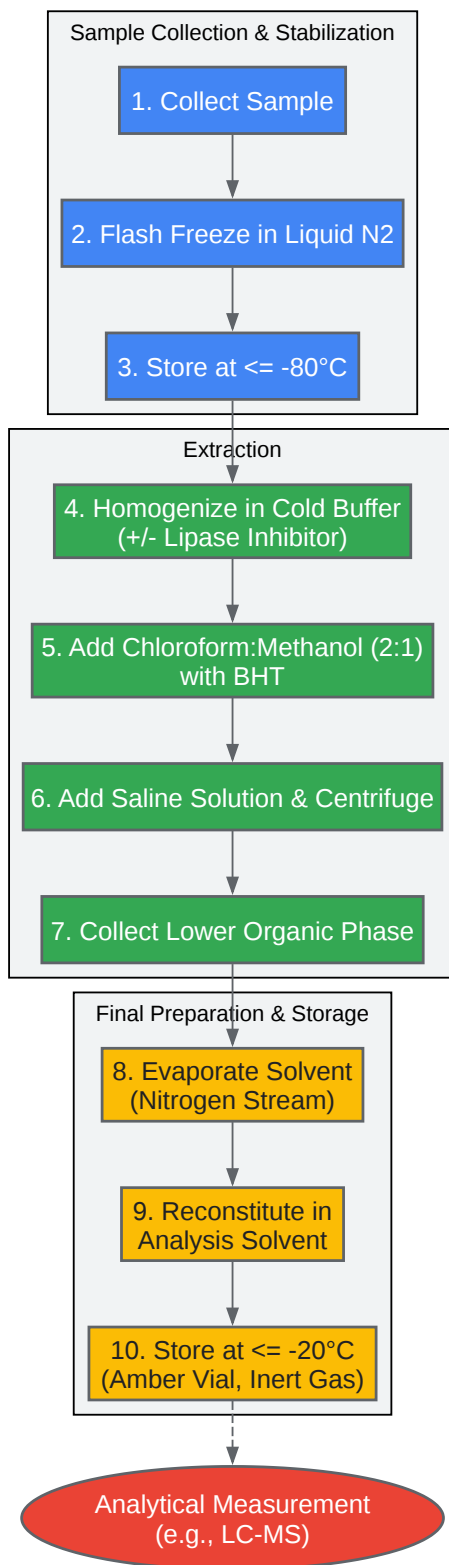 Sample Collection & Stabilization
1. Collect Sample
2. Flash Freeze in Liquid N2
3. Store at <= -80°C
Extraction
4. Homogenize in Cold Buffer
(+/- Lipase Inhibitor)
5. Add Chloroform:Methanol (2:1)
with BHT
6. Add Saline Solution & Centrifuge
7. Collect Lower Organic Phase
Final Preparation & Storage
8. Evaporate Solvent
(Nitrogen Stream)
9. Reconstitute in
Analysis Solvent
10. Store at <= -20°C
(Amber Vial, Inert Gas)
Analytical Measurement
(e.g., LC-MS)